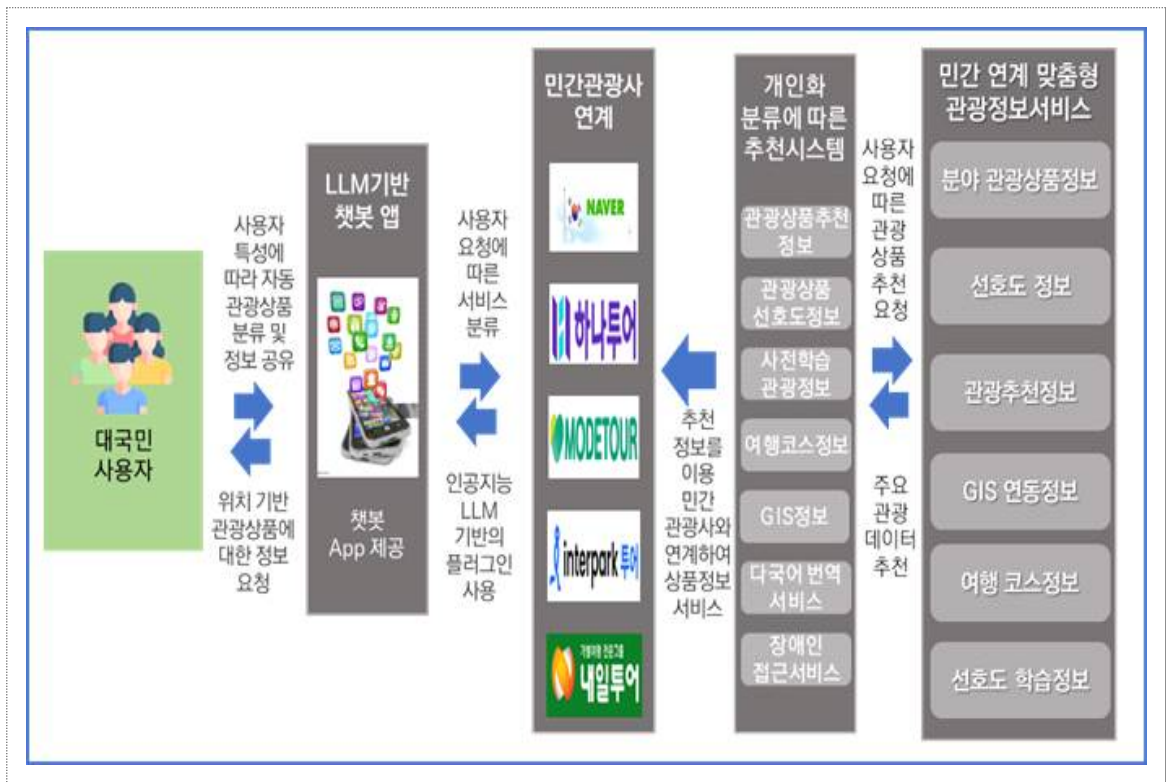 대국민
사용자
사용자
특성에
따라 자동
관광상품
분류 및
정보 공유
위치 기반
관광상품에
대한 정보
요청
LLM기반
챗봇 앱
챗봇
App 제공
사용자
요청에
따른
서비스
분류
인공지능
LLM
기반의
플러그인
사용
민간관광사
연계
NAVER
하나투어
MODETOUR
interpark 투어
내일투어
추천
정보를
이용
민간
관광사와
연계하여
상품정보
서비스
개인화
분류에 따른
추천시스템
관광상품추천
정보
관광상품
선호도정보
사전학습
관광정보
여행코스정보
GIS정보
다국어 번역
서비스
장애인
접근서비스
사용자
요청에
따른
관광
상품
추천
요청
주요
관광
데이터
추천
민간 연계 맞춤형
관광정보서비스
분야 관광상품정보
선호도 정보
관광추천정보
GIS 연동정보
여행 코스정보
선호도 학습정보